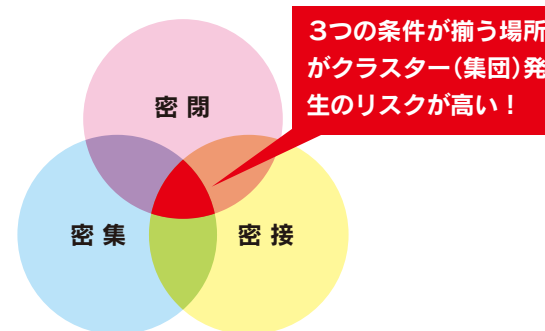 3つの条件が揃う場所
がクラスター(集団)発
生のリスクが高い！
密閉
密集
密接